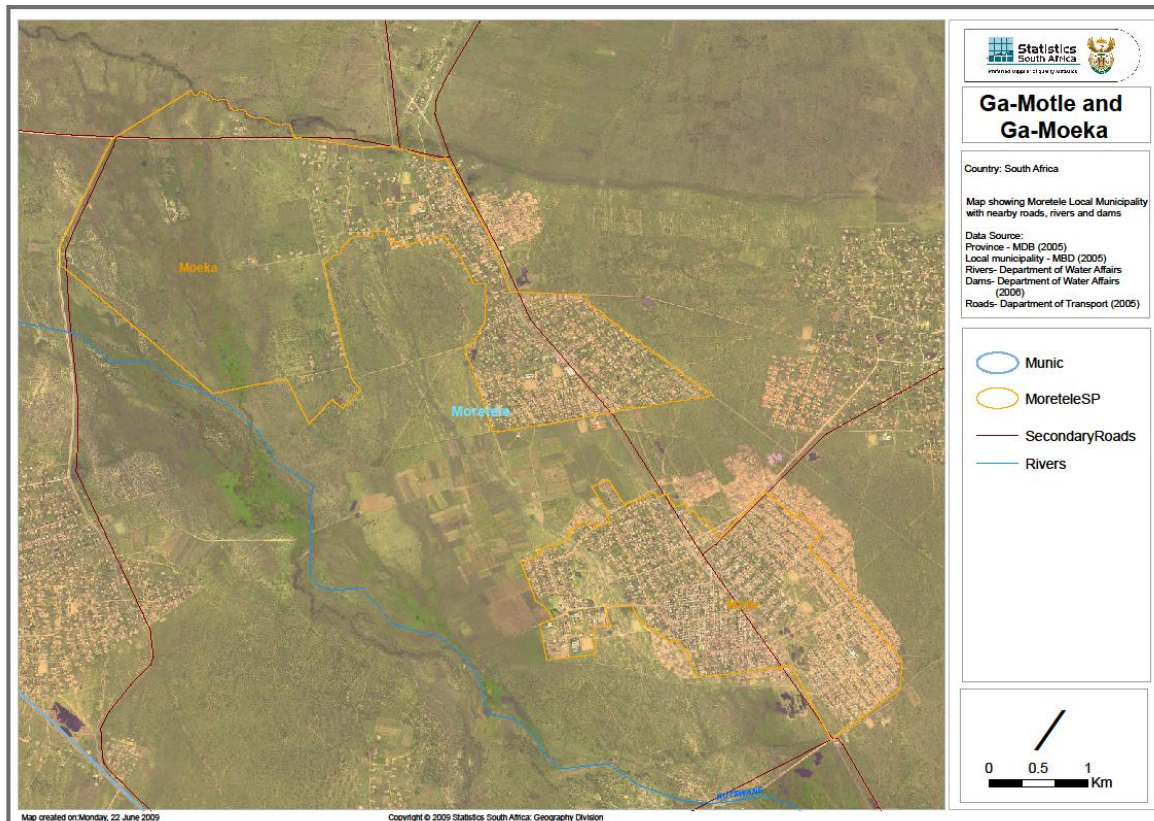 Statistics
South Africa
Ga-Motle and
Ga-Moeka
Country: South Africa
Map showing Moretele Local Municipality
with nearby roads, rivers and dams
Data Source:
Province - MDB (2005)
Local municipality - MBD (2005)
Rivers- Department of Water Affairs
Dams- Department of Water Affairs
(2006)
Roads- Dapartment of Transport (2005)
Munic
MoreteleSP
SecondaryRoads
Rivers
0 0.5 1
Km
Moeka
Moretele
Motle
KUTSWANE
Map created on:Monday, 22 June 2009
Copyright © 2009 Statistics South Africa: Geography Division